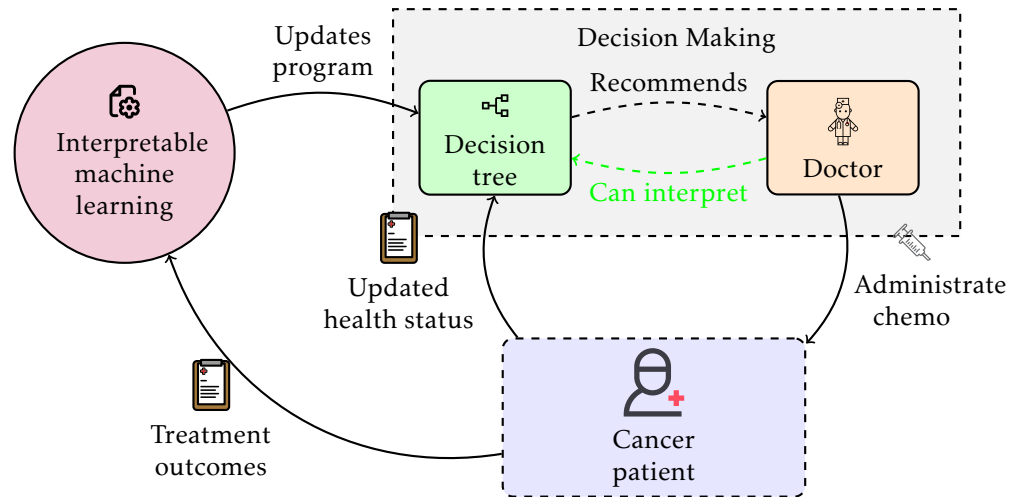 Updates
program
Decision Making
Recommends
Interpretable
machine
learning
Decision
tree
Doctor
Can interpret
Updated
health status
Administrate
chemo
Treatment
outcomes
Cancer
patient